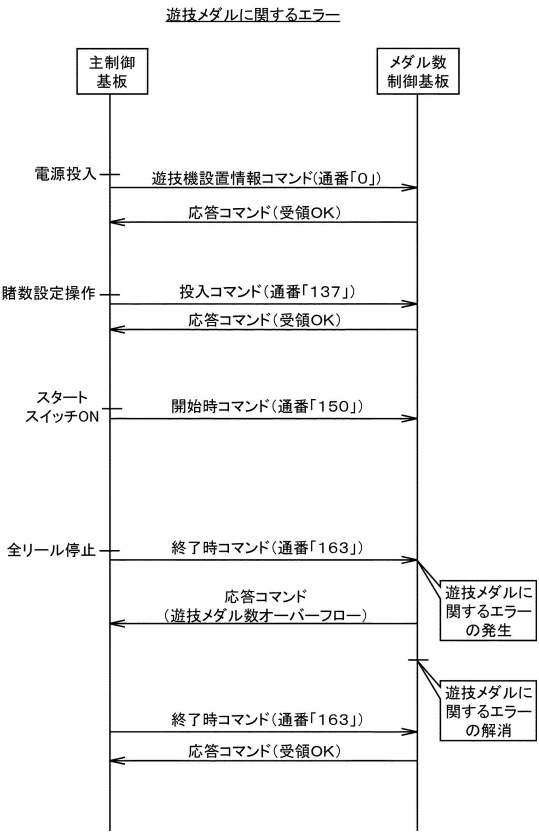 遊技メダルに関するエラー
主制御
基板
メダル数
制御基板
電源投入
遊技機設置情報コマンド(通番「0」)
応答コマンド(受領OK)
賭数設定操作
投入コマンド(通番「137」)
応答コマンド(受領OK)
スタート
スイッチON
開始時コマンド(通番「150」)
全リール停止
終了時コマンド(通番「163」)
遊技メダルに
関するエラー
の発生
応答コマンド
(遊技メダル数オーバーフロー)
遊技メダルに
関するエラー
の解消
終了時コマンド(通番「163」)
応答コマンド(受領OK)